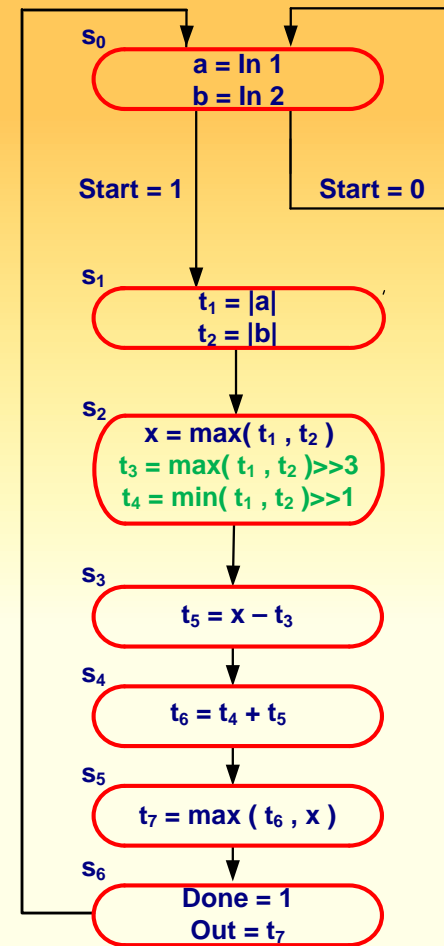 s₀
a = In 1
b = In 2
Start = 1
Start = 0
s₁
t₁ = |a|
t₂ = |b|
s₂
x = max( t₁ , t₂ )
t₃ = max( t₁ , t₂ )>>3
t₄ = min( t₁ , t₂ )>>1
s₃
t₅ = x – t₃
s₄
t₆ = t₄ + t₅
s₅
t₇ = max ( t₆ , x )
s₆
Done = 1
Out = t₇